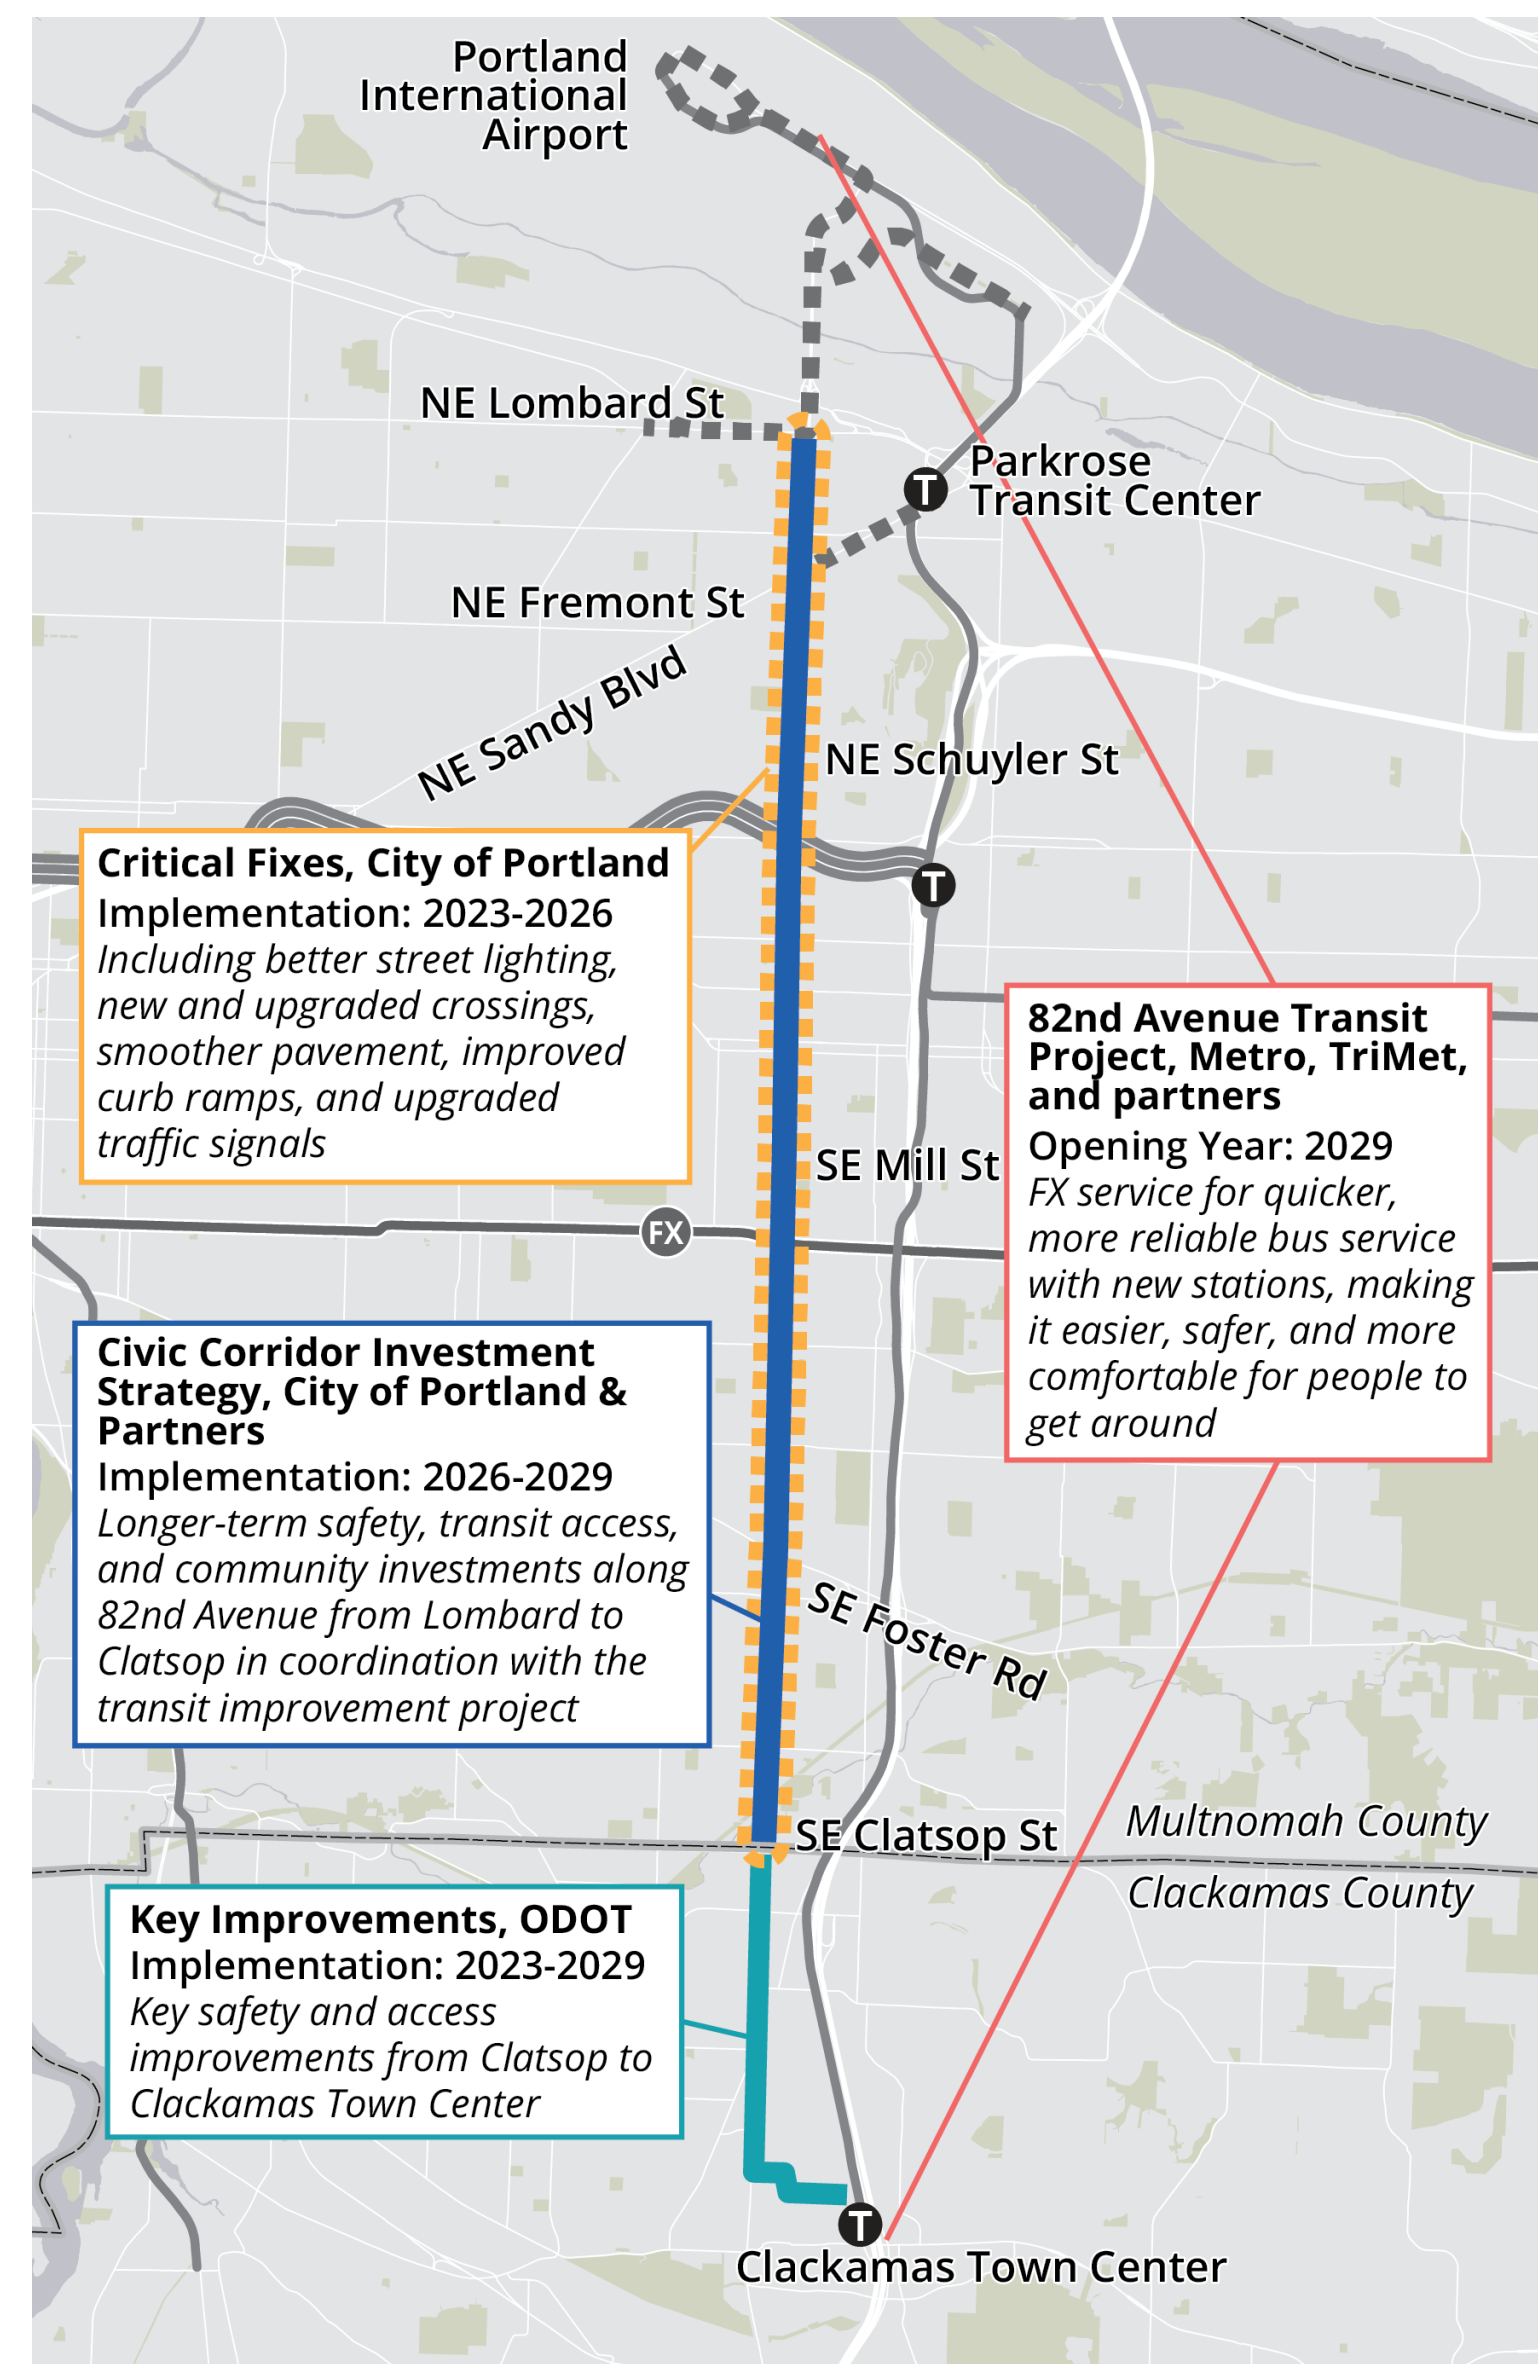 Portland
International
Airport
NE Lombard St
Parkrose
Transit Center
T
NE Fremont St
NE Sandy Blvd
NE Schuyler St
T
Critical Fixes, City of Portland
Implementation: 2023-2026
Including better street lighting,
new and upgraded crossings,
smoother pavement, improved
curb ramps, and upgraded
traffic signals
82nd Avenue Transit
Project, Metro, TriMet,
and partners
Opening Year: 2029
FX service for quicker,
more reliable bus service
with new stations, making
it easier, safer, and more
comfortable for people to
get around
SE Mill St
FX
Civic Corridor Investment
Strategy, City of Portland &
Partners
Implementation: 2026-2029
Longer-term safety, transit access,
and community investments along
82nd Avenue from Lombard to
Clatsop in coordination with the
transit improvement project
SE Foster Rd
SE Clatsop St
Multnomah County
Clackamas County
Key Improvements, ODOT
Implementation: 2023-2029
Key safety and access
improvements from Clatsop to
Clackamas Town Center
T
Clackamas Town Center